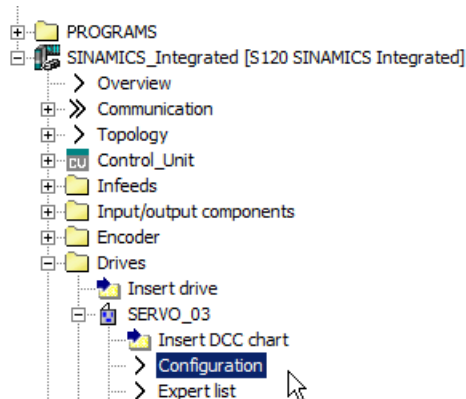 PROGRAMS
SINAMICS_Integrated [S120 SINAMICS Integrated]
Overview
Communication
Topology
CU Control_Unit
Infeeds
Input/output components
Encoder
Drives
Insert drive
SERVO_03
Insert DCC chart
Configuration
Expert list